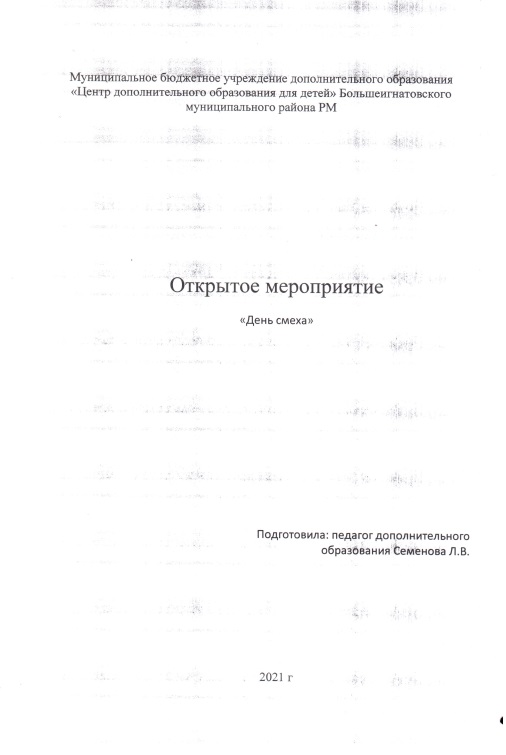 Муниципальное бюджетное учреждение дополнительного образования
«Центр дополнительного образования для детей» Большеигнатовского
муниципального района РМ
Открытое мероприятие
«День смеха»
Подготовила: педагог дополнительного
образования Семенова Л.В.
2021 г